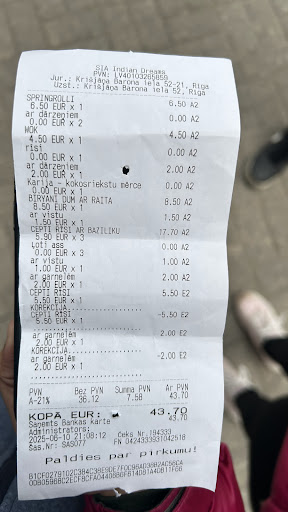 SIA Indian Dreams
PVN: LV40103265859
Jur.: Krišjāņa Barona iela 52-21, Rīga
Uzst.: Krišjāņa Barona iela 52, Rīga
SPRINGROLLI
6.50 EUR x 1 6.50 A2
ar dārzeņiem
0.00 EUR x 2 0.00 A2
WOK
4.50 EUR x 1 4.50 A2
rīsi
0.00 EUR x 1 0.00 A2
ar dārzeņiem
2.00 EUR x 1 2.00 A2
Karija - kokosriekstu mērce
0.00 EUR x 1 0.00 A2
BIRYANI DUM AR RAITA
8.50 EUR x 1 8.50 A2
ar vistu
1.50 EUR x 1 1.50 A2
CEPTI RĪSI AR BAZILIKU
5.90 EUR x 3 17.70 A2
Ļoti ass
0.00 EUR x 3 0.00 A2
ar vistu
1.00 EUR x 1 1.00 A2
ar garnelēm
2.00 EUR x 1 2.00 A2
CEPTI RĪSI
5.50 EUR x 1 5.50 E2
KOREKCIJA
CEPTI RĪSI -5.50 E2
5.50 EUR x 1
ar garnelēm
2.00 EUR x 1 2.00 E2
KOREKCIJA
ar garnelēm -2.00 E2
2.00 EUR x 1
PVN Bez PVN Summa PVN Ar PVN
A-21% 36.12 7.58 43.70
KOPĀ EUR: 43.70
Saņemts Bankas karte 43.70
Administrators:
2025-06-10 21:08:12 Čeks Nr.194333
Sas.Nr: SAS077 FN 042433931042518
Paldies par pirkumu!